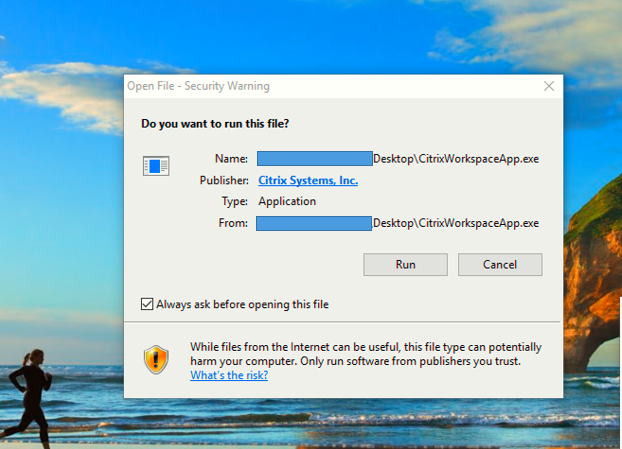 Open File - Security Warning
Do you want to run this file?
Name: Desktop\CitrixWorkspaceApp.exe
Publisher: Citrix Systems, Inc.
Type: Application
From: Desktop\CitrixWorkspaceApp.exe
Run Cancel
Always ask before opening this file
While files from the Internet can be useful, this file type can potentially
harm your computer. Only run software from publishers you trust.
What's the risk?